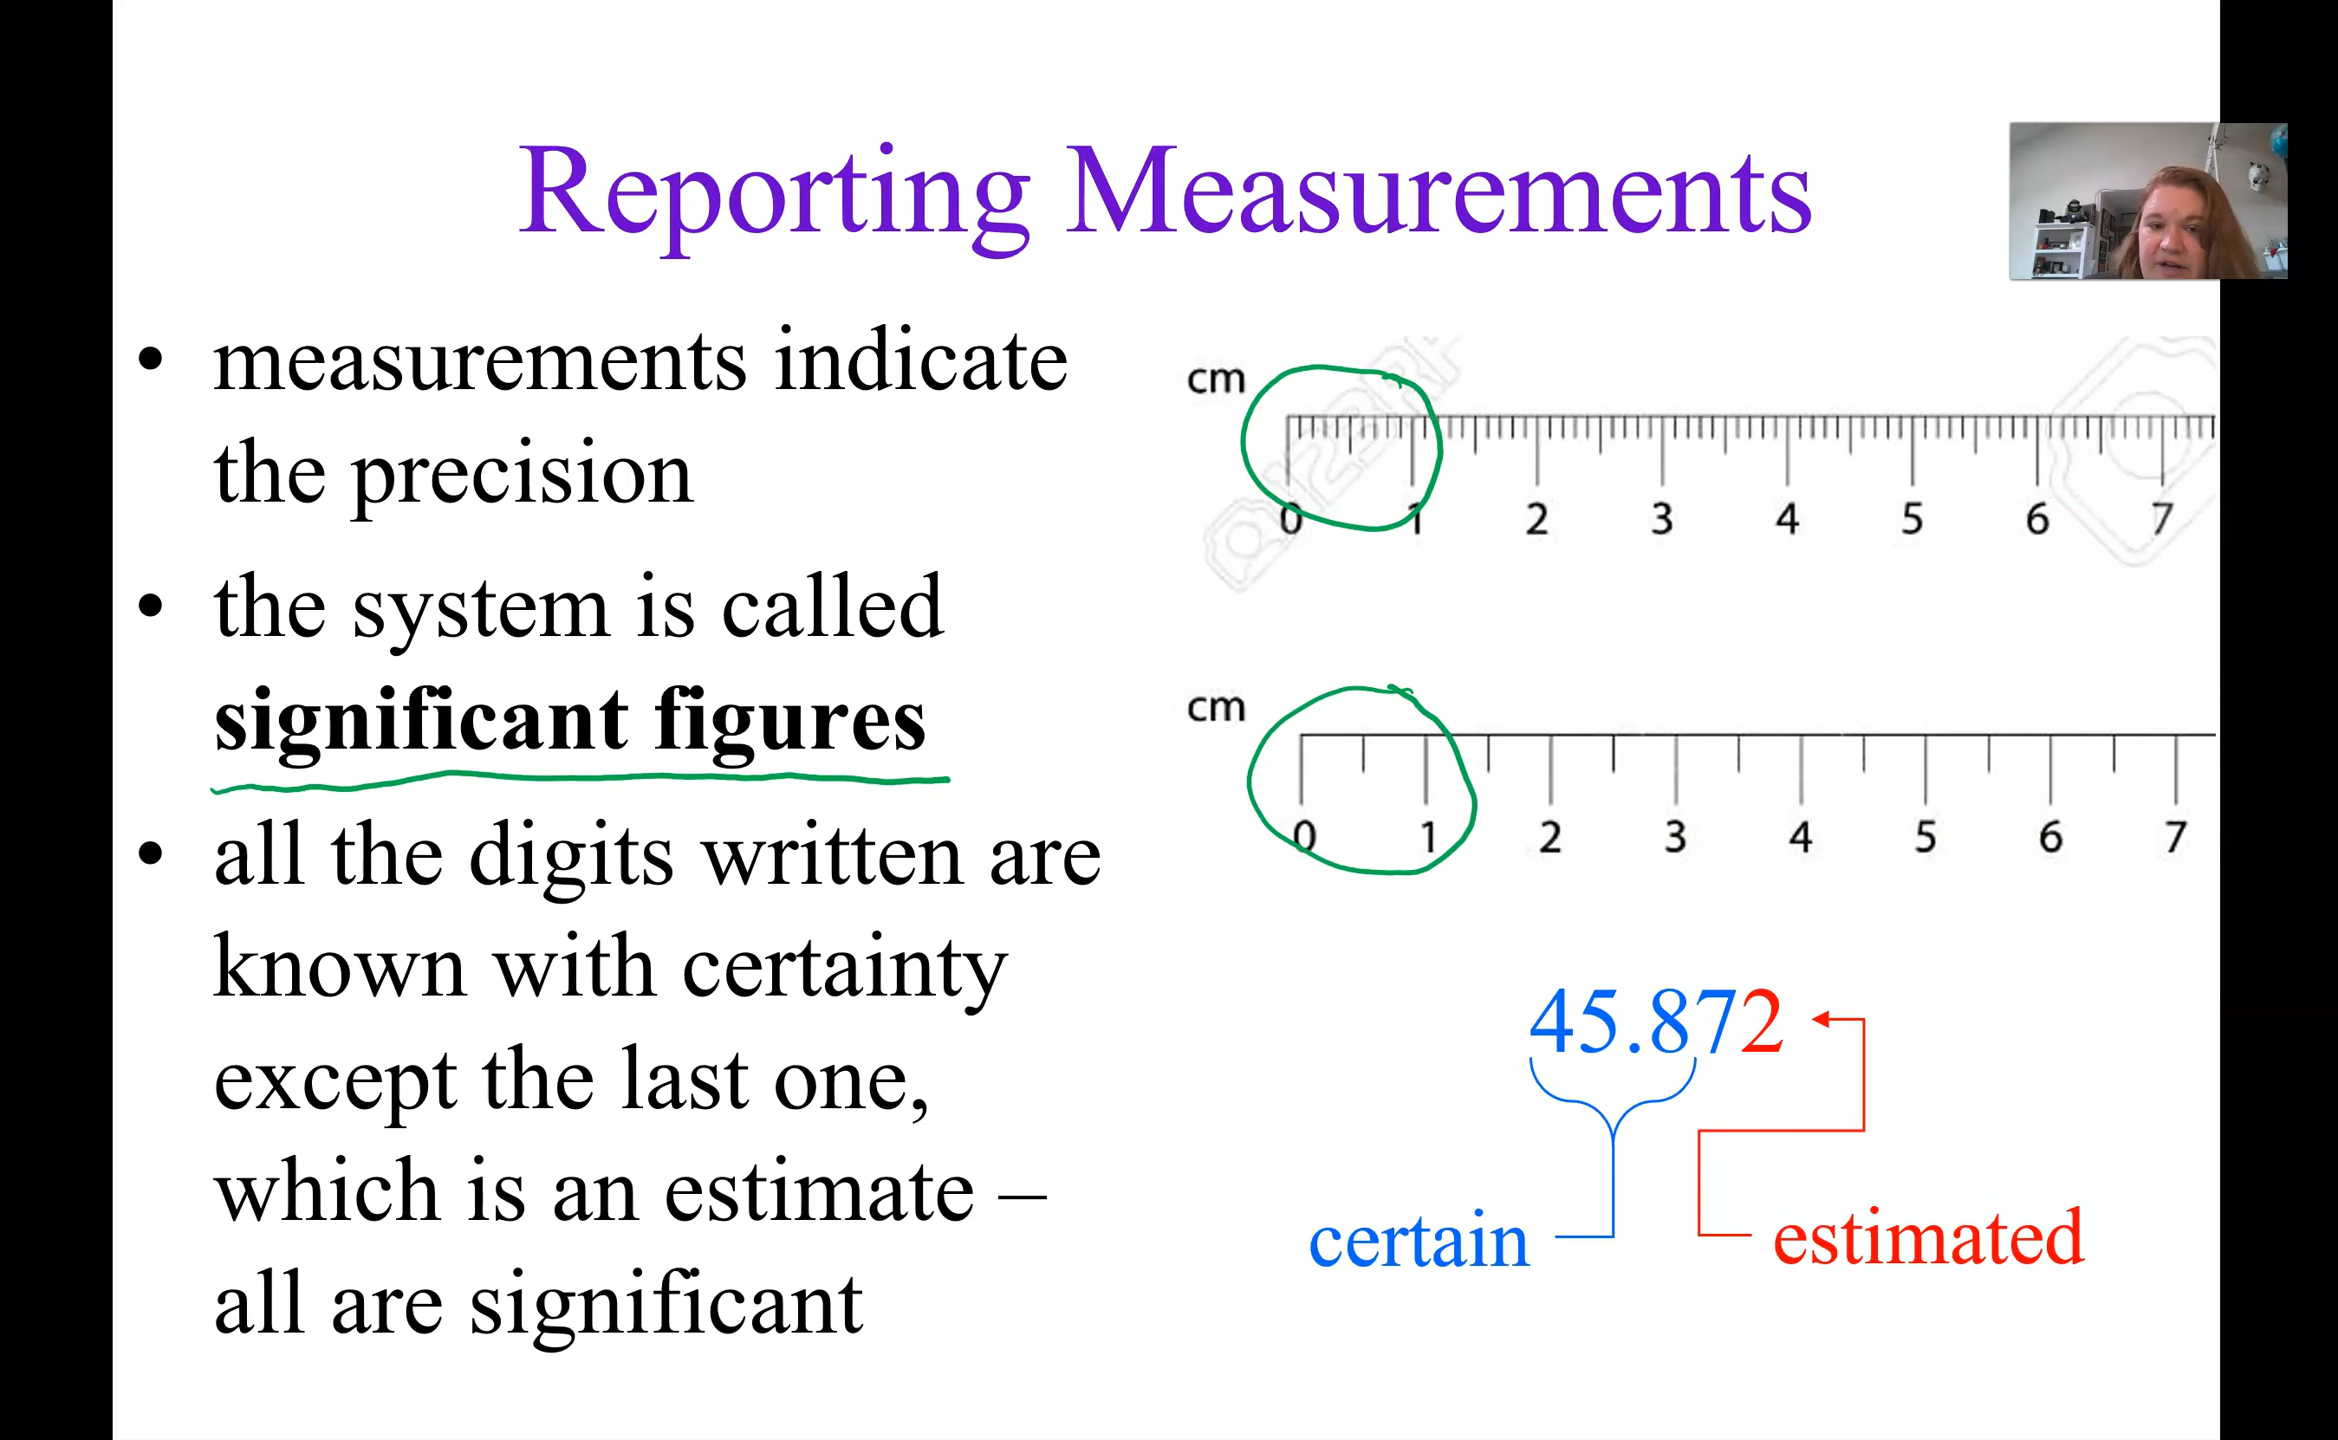 Reporting Measurements
• measurements indicate
the precision
• the system is called
significant figures
• all the digits written are
known with certainty
except the last one,
which is an estimate –
all are significant
cm
0 1 2 3 4 5 6 7
cm
0 1 2 3 4 5 6 7
45.872
certain
estimated